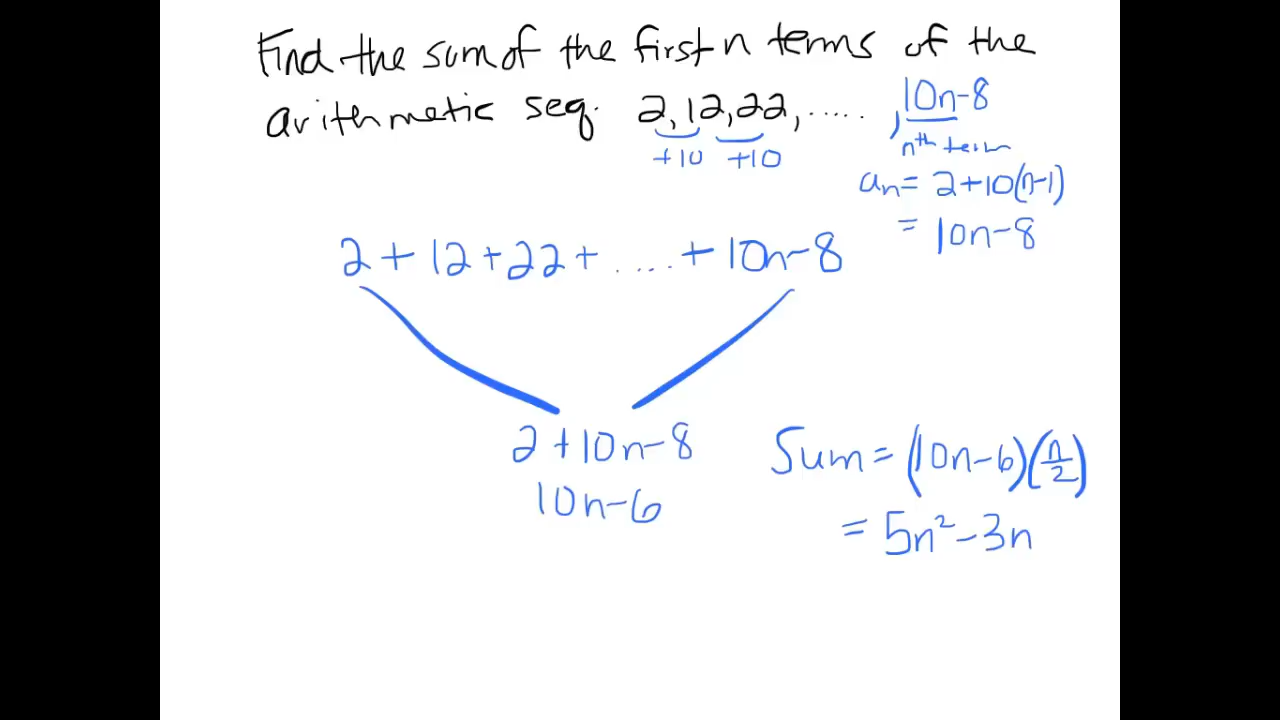 Find the sum of the first n terms of the
arithmetic seq. 2, 12, 22, ....., 10n-8
+10 +10
nth term
aₙ = 2+10(n-1)
= 10n-8
2 + 12 + 22 + ..... + 10n-8
2 + 10n-8
10n-6
Sum = (10n-6)(n/2)
= 5n²-3n